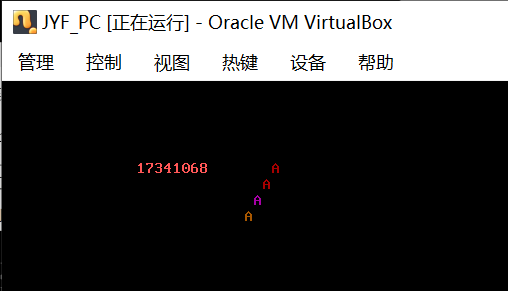 JYF_PC [正在运行] - Oracle VM VirtualBox
管理 控制 视图 热键 设备 帮助
17341068 A
A
A
A